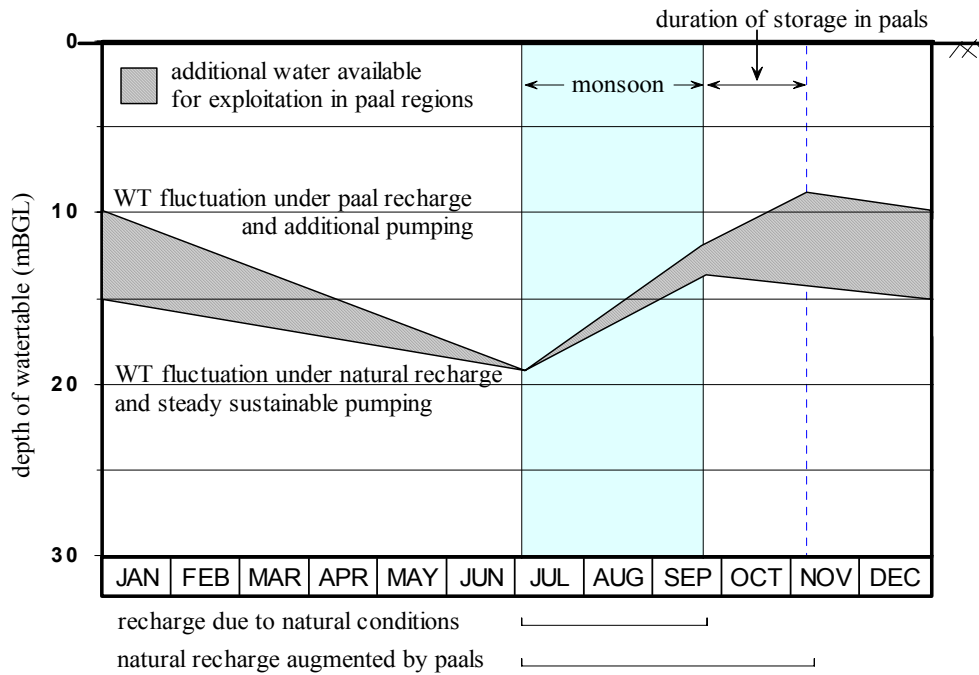 duration of storage in paals
0
additional water available
for exploitation in paal regions
monsoon
WT fluctuation under paal recharge
and additional pumping
10
depth of watertable (mBGL)
WT fluctuation under natural recharge
and steady sustainable pumping
20
30
JAN FEB MAR APR MAY JUN JUL AUG SEP OCT NOV DEC
recharge due to natural conditions
natural recharge augmented by paals